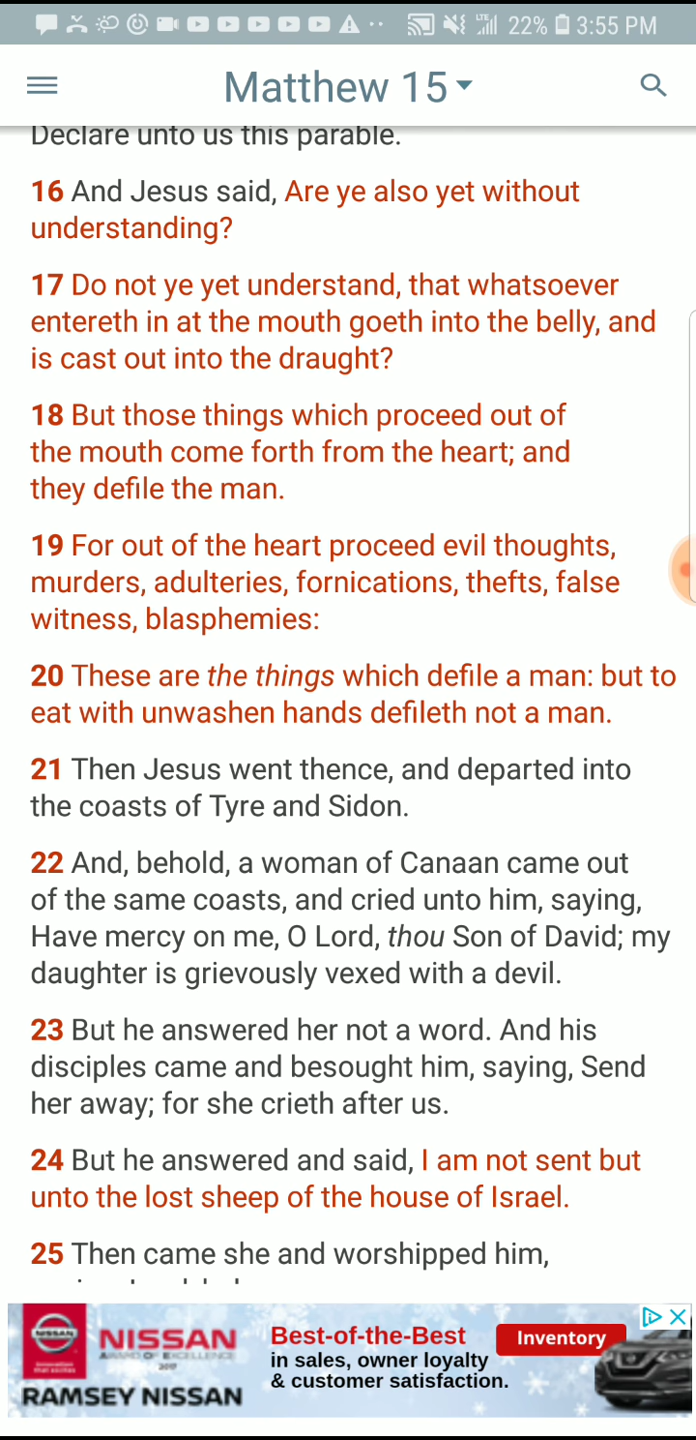 LTE 22% 3:55 PM
Matthew 15
Declare unto us this parable.
16 And Jesus said, Are ye also yet without
understanding?
17 Do not ye yet understand, that whatsoever
entereth in at the mouth goeth into the belly, and
is cast out into the draught?
18 But those things which proceed out of
the mouth come forth from the heart; and
they defile the man.
19 For out of the heart proceed evil thoughts,
murders, adulteries, fornications, thefts, false
witness, blasphemies:
20 These are the things which defile a man: but to
eat with unwashen hands defileth not a man.
21 Then Jesus went thence, and departed into
the coasts of Tyre and Sidon.
22 And, behold, a woman of Canaan came out
of the same coasts, and cried unto him, saying,
Have mercy on me, O Lord, thou Son of David; my
daughter is grievously vexed with a devil.
23 But he answered her not a word. And his
disciples came and besought him, saying, Send
her away; for she crieth after us.
24 But he answered and said, I am not sent but
unto the lost sheep of the house of Israel.
25 Then came she and worshipped him,
NISSAN
Innovation
that excites
NISSAN
AWARD OF EXCELLENCE
2017
RAMSEY NISSAN
Best-of-the-Best
in sales, owner loyalty
& customer satisfaction.
Inventory